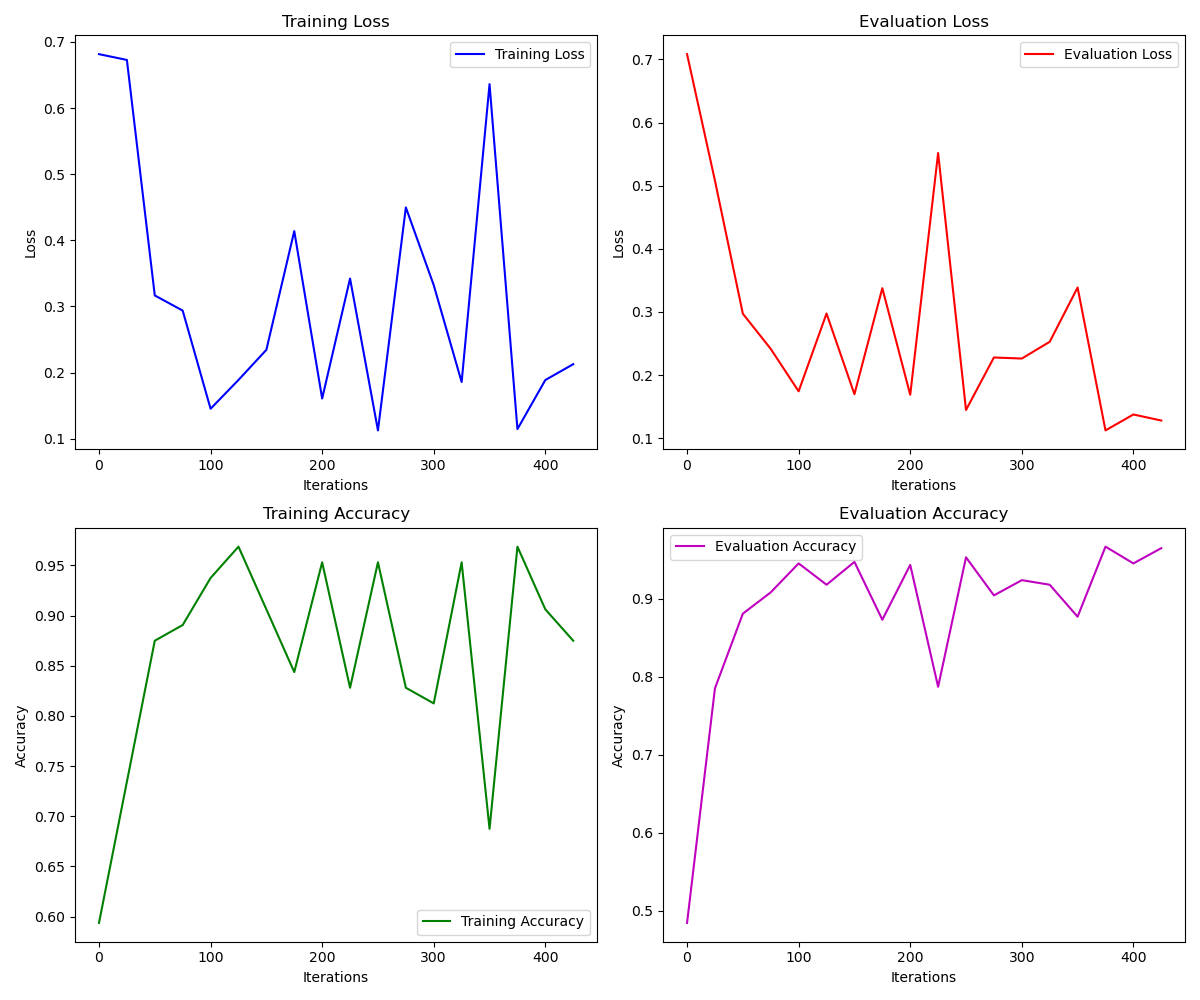 Training Loss
Training Loss
0.7
0.6
0.5
0.4
0.3
0.2
0.1
Loss
0 100 200 300 400
Iterations
Evaluation Loss
Evaluation Loss
0.7
0.6
0.5
0.4
0.3
0.2
0.1
Loss
0 100 200 300 400
Iterations
Training Accuracy
0.95
0.90
0.85
0.80
0.75
0.70
0.65
0.60
Accuracy
Training Accuracy
0 100 200 300 400
Iterations
Evaluation Accuracy
Evaluation Accuracy
0.9
0.8
0.7
0.6
0.5
Accuracy
0 100 200 300 400
Iterations